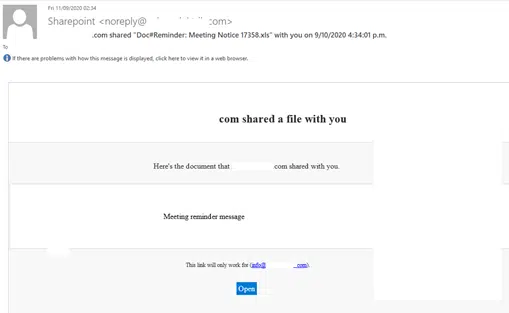 Fri 11/09/2020 02:34
Sharepoint <noreply@ .com>
.com shared "Doc#Reminder: Meeting Notice 17358.xls" with you on 9/10/2020 4:34:01 p.m.
To
If there are problems with how this message is displayed, click here to view it in a web browser.
com shared a file with you
Here's the document that com shared with you.
Meeting reminder message
This link will only work for (info@ .com).
Open